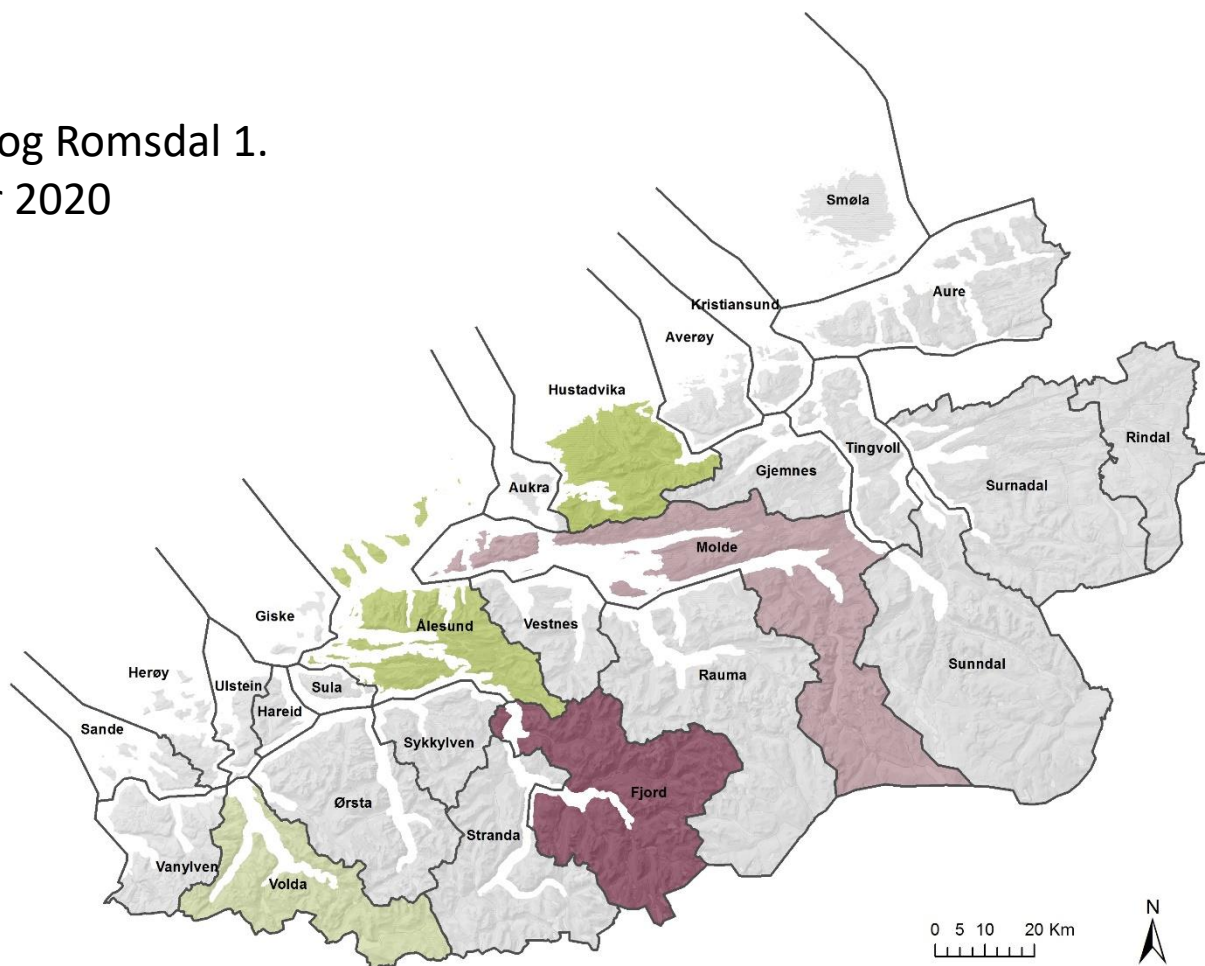 og Romsdal 1.
r 2020
Smøla
Aure
Kristiansund
Averøy
Hustadvika
Tingvoll
Rindal
Gjemnes
Surnadal
Aukra
Molde
Giske
Ålesund
Vestnes
Sunndal
Rauma
Herøy
Ulstein
Sula
Hareid
Sande
Sykkylven
Fjord
Ørsta
Stranda
Vanylven
Volda
N
0 5 10 20 Km